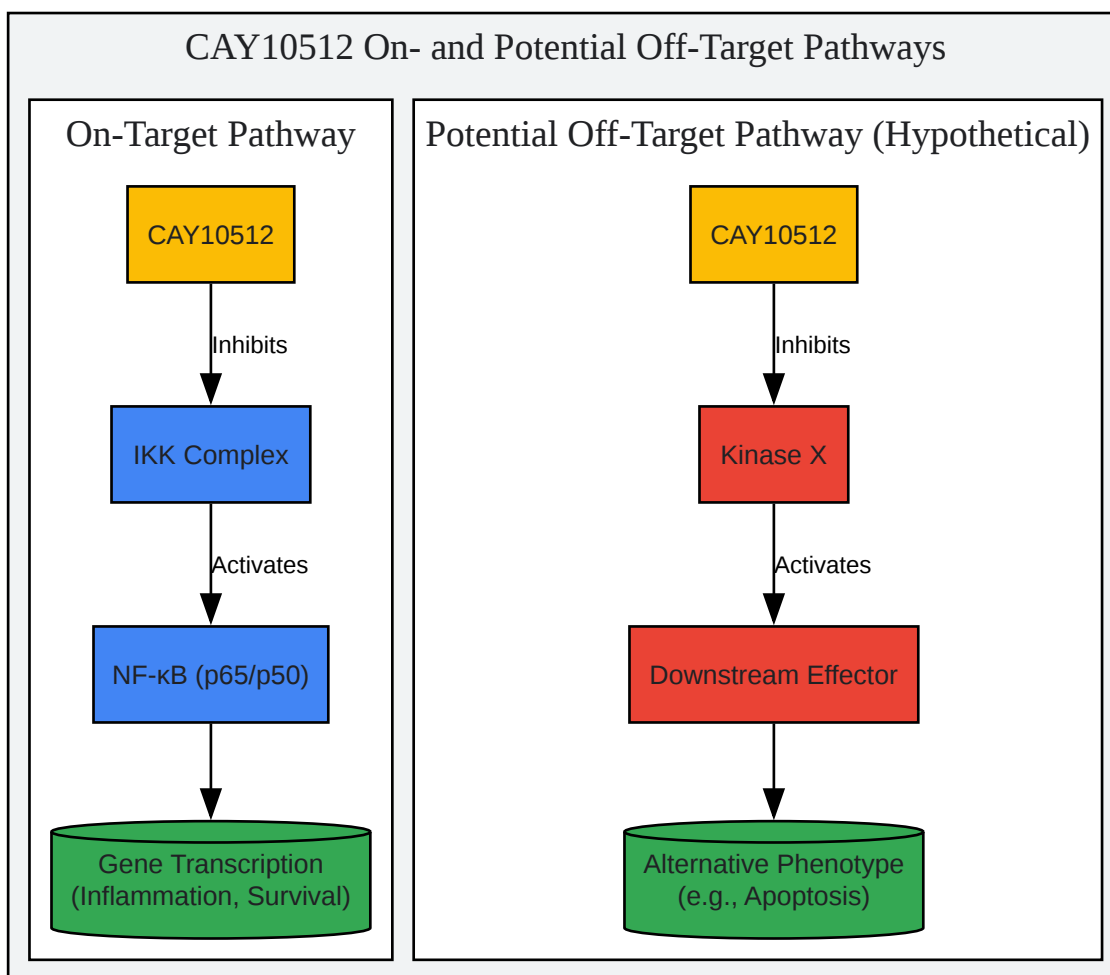 CAY10512 On- and Potential Off-Target Pathways
On-Target Pathway
CAY10512
Inhibits
IKK Complex
Activates
NF-κB (p65/p50)
Gene Transcription
(Inflammation, Survival)
Potential Off-Target Pathway (Hypothetical)
CAY10512
Inhibits
Kinase X
Activates
Downstream Effector
Alternative Phenotype
(e.g., Apoptosis)